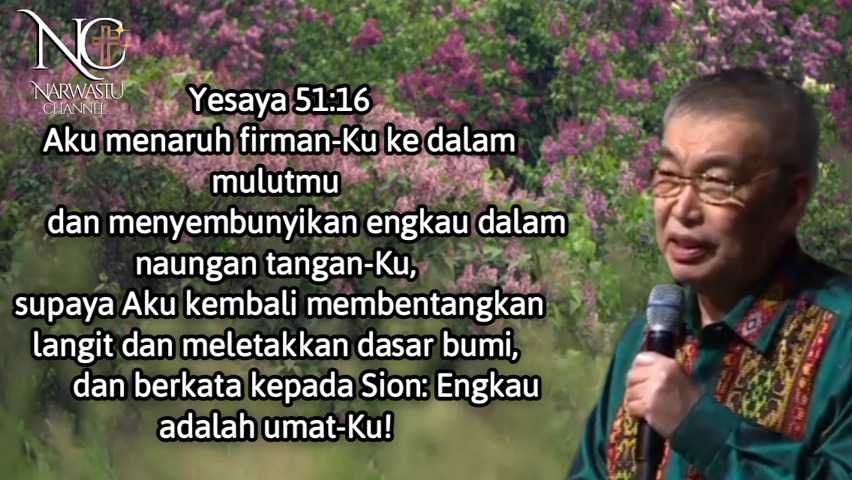 NC
NARWASTU
CHANNEL
Yesaya 51:16
Aku menaruh firman-Ku ke dalam
mulutmu
dan menyembunyikan engkau dalam
naungan tangan-Ku,
supaya Aku kembali membentangkan
langit dan meletakkan dasar bumi,
dan berkata kepada Sion: Engkau
adalah umat-Ku!